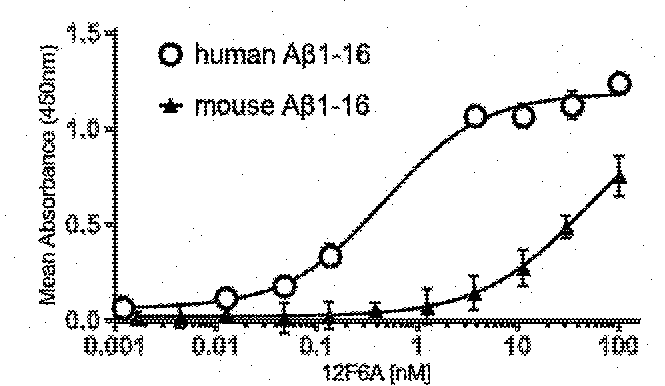 1.5
human Aβ1-16
mouse Aβ1-16
1.0
0.5
0.0
Mean Absorbance (450nm)
0.001 0.01 0.1 1 10 100
12F6A [nM]